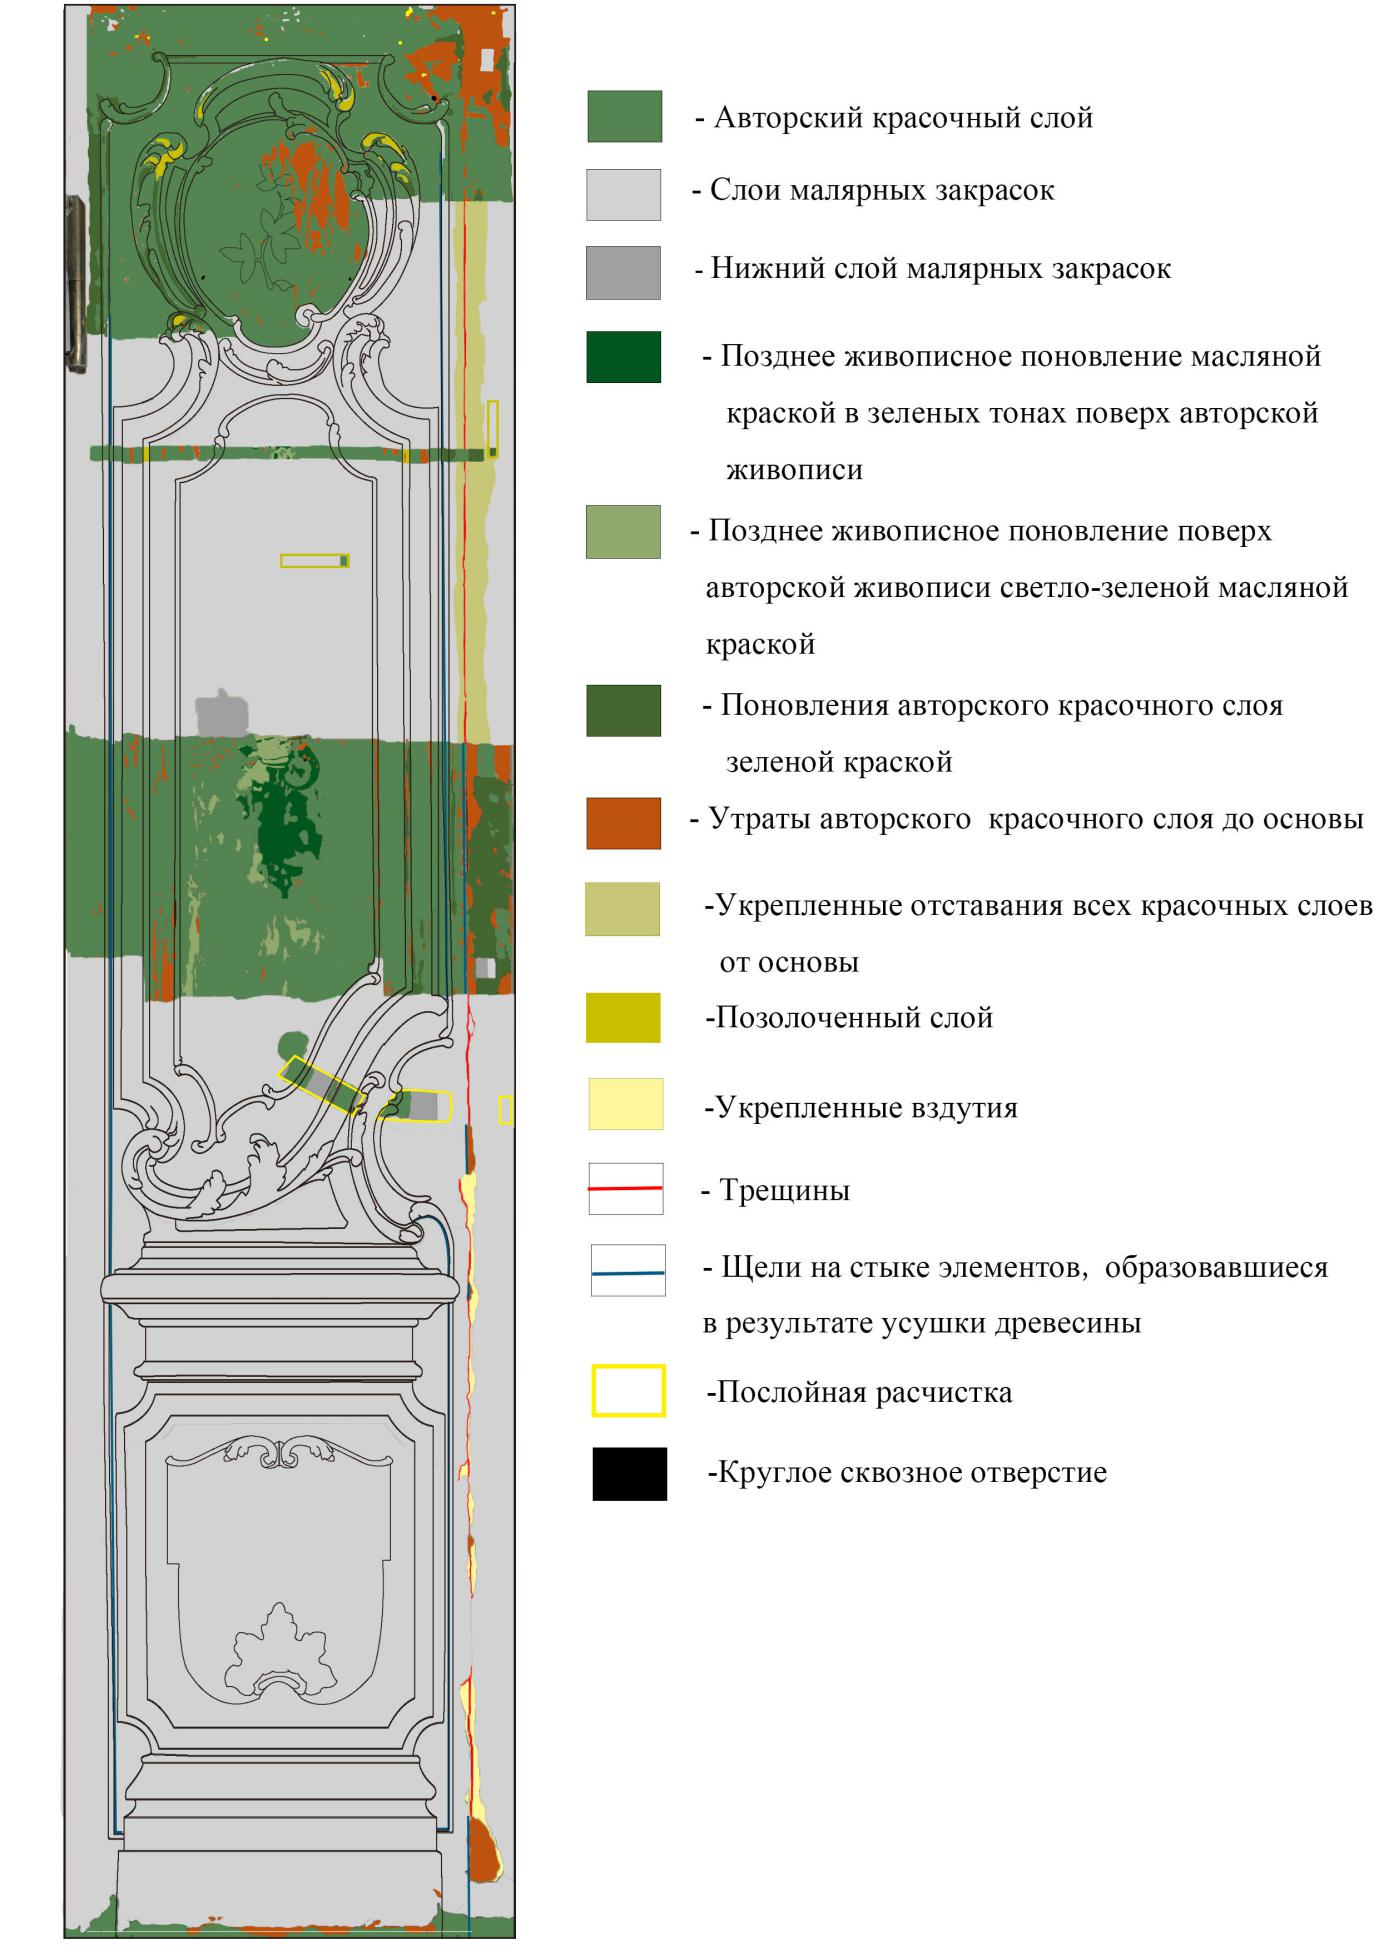 - Авторский красочный слой
- Слои малярных закрасок
- Нижний слой малярных закрасок
- Позднее живописное поновление масляной
краской в зеленых тонах поверх авторской
живописи
- Позднее живописное поновление поверх
авторской живописи светло-зеленой масляной
краской
- Поновления авторского красочного слоя
зеленой краской
- Утраты авторского красочного слоя до основы
-Укрепленные отставания всех красочных слоев
от основы
-Позолоченный слой
-Укрепленные вздутия
- Трещины
- Щели на стыке элементов, образовавшиеся
в результате усушки древесины
-Послойная расчистка
-Круглое сквозное отверстие